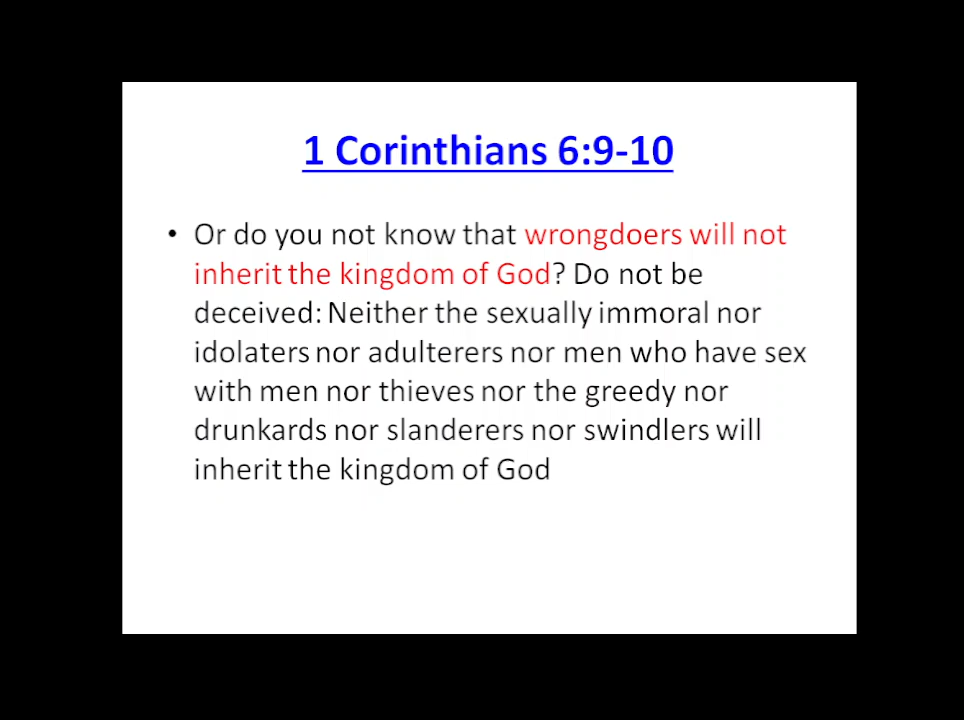 1 Corinthians 6:9-10
• Or do you not know that wrongdoers will not
inherit the kingdom of God? Do not be
deceived: Neither the sexually immoral nor
idolaters nor adulterers nor men who have sex
with men nor thieves nor the greedy nor
drunkards nor slanderers nor swindlers will
inherit the kingdom of God